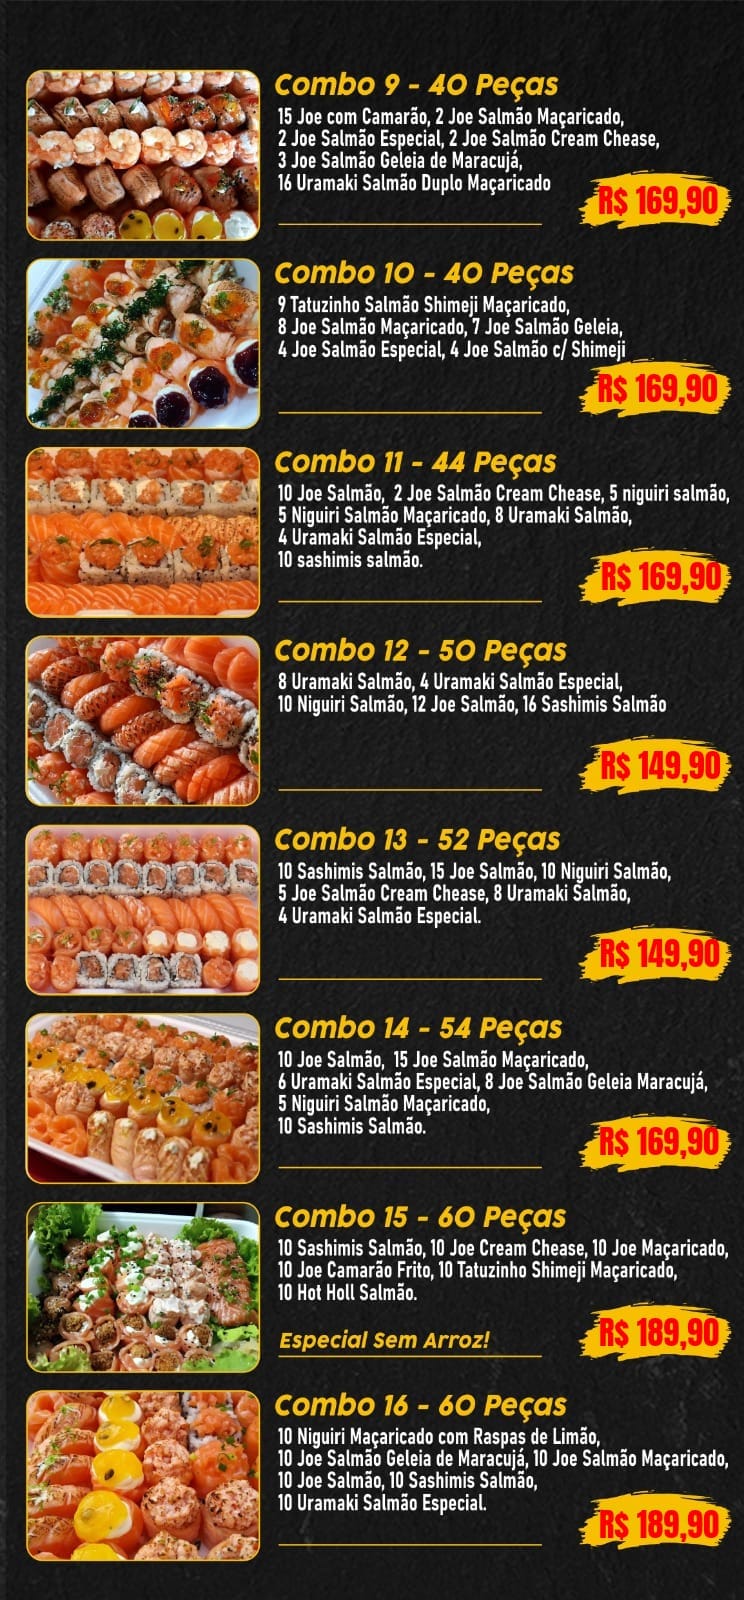 Combo 9 - 40 Peças
15 Joe com Camarão, 2 Joe Salmão Maçaricado,
2 Joe Salmão Especial, 2 Joe Salmão Cream Chease,
3 Joe Salmão Geleia de Maracujá,
16 Uramaki Salmão Duplo Maçaricado
R$ 169,90
Combo 10 - 40 Peças
9 Tatuzinho Salmão Shimeji Maçaricado,
8 Joe Salmão Maçaricado, 7 Joe Salmão Geleia,
4 Joe Salmão Especial, 4 Joe Salmão c/ Shimeji
R$ 169,90
Combo 11 - 44 Peças
10 Joe Salmão, 2 Joe Salmão Cream Chease, 5 niguiri salmão,
5 Niguiri Salmão Maçaricado, 8 Uramaki Salmão,
4 Uramaki Salmão Especial,
10 sashimis salmão.
R$ 169,90
Combo 12 - 50 Peças
8 Uramaki Salmão, 4 Uramaki Salmão Especial,
10 Niguiri Salmão, 12 Joe Salmão, 16 Sashimis Salmão
R$ 149,90
Combo 13 - 52 Peças
10 Sashimis Salmão, 15 Joe Salmão, 10 Niguiri Salmão,
5 Joe Salmão Cream Chease, 8 Uramaki Salmão,
4 Uramaki Salmão Especial.
R$ 149,90
Combo 14 - 54 Peças
10 Joe Salmão, 15 Joe Salmão Maçaricado,
6 Uramaki Salmão Especial, 8 Joe Salmão Geleia Maracujá,
5 Niguiri Salmão Maçaricado,
10 Sashimis Salmão.
R$ 169,90
Combo 15 - 60 Peças
10 Sashimis Salmão, 10 Joe Cream Chease, 10 Joe Maçaricado,
10 Joe Camarão Frito, 10 Tatuzinho Shimeji Maçaricado,
10 Hot Holl Salmão.
Especial Sem Arroz!
R$ 189,90
Combo 16 - 60 Peças
10 Niguiri Maçaricado com Raspas de Limão,
10 Joe Salmão Geleia de Maracujá, 10 Joe Salmão Maçaricado,
10 Joe Salmão, 10 Sashimis Salmão,
10 Uramaki Salmão Especial.
R$ 189,90